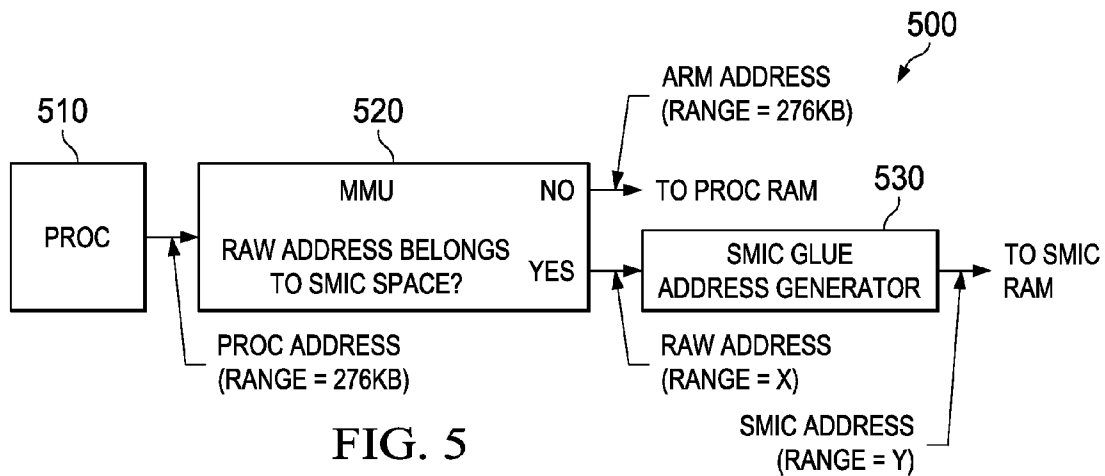 500
ARM ADDRESS
(RANGE = 276KB)
510
520
530
PROC
MMU
NO
TO PROC RAM
RAW ADDRESS BELONGS
TO SMIC SPACE?
YES
SMIC GLUE
ADDRESS GENERATOR
TO SMIC
RAM
PROC ADDRESS
(RANGE = 276KB)
RAW ADDRESS
(RANGE = X)
SMIC ADDRESS
(RANGE = Y)
FIG. 5